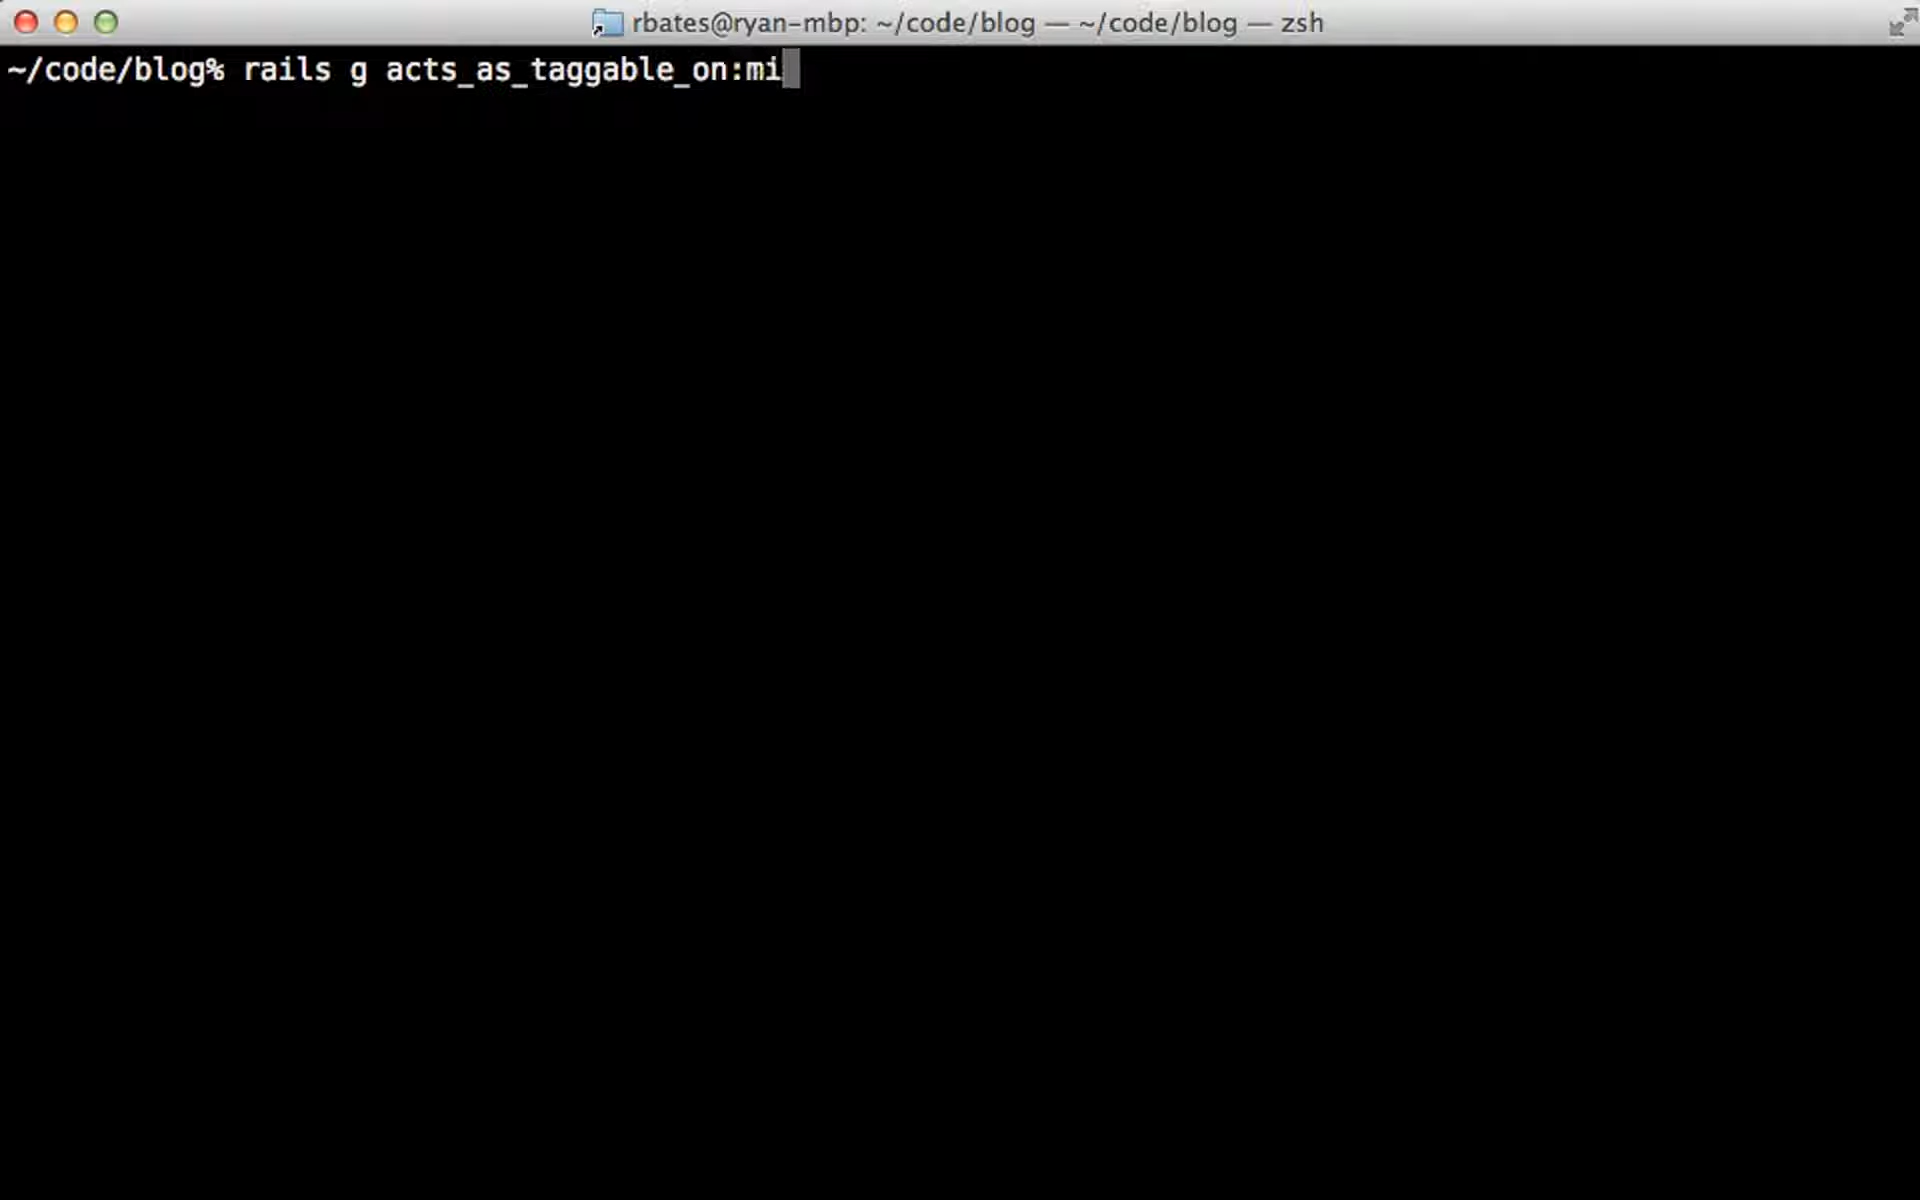 rbates@ryan-mbp: ~/code/blog — ~/code/blog — zsh
~/code/blog% rails g acts_as_taggable_on:mi